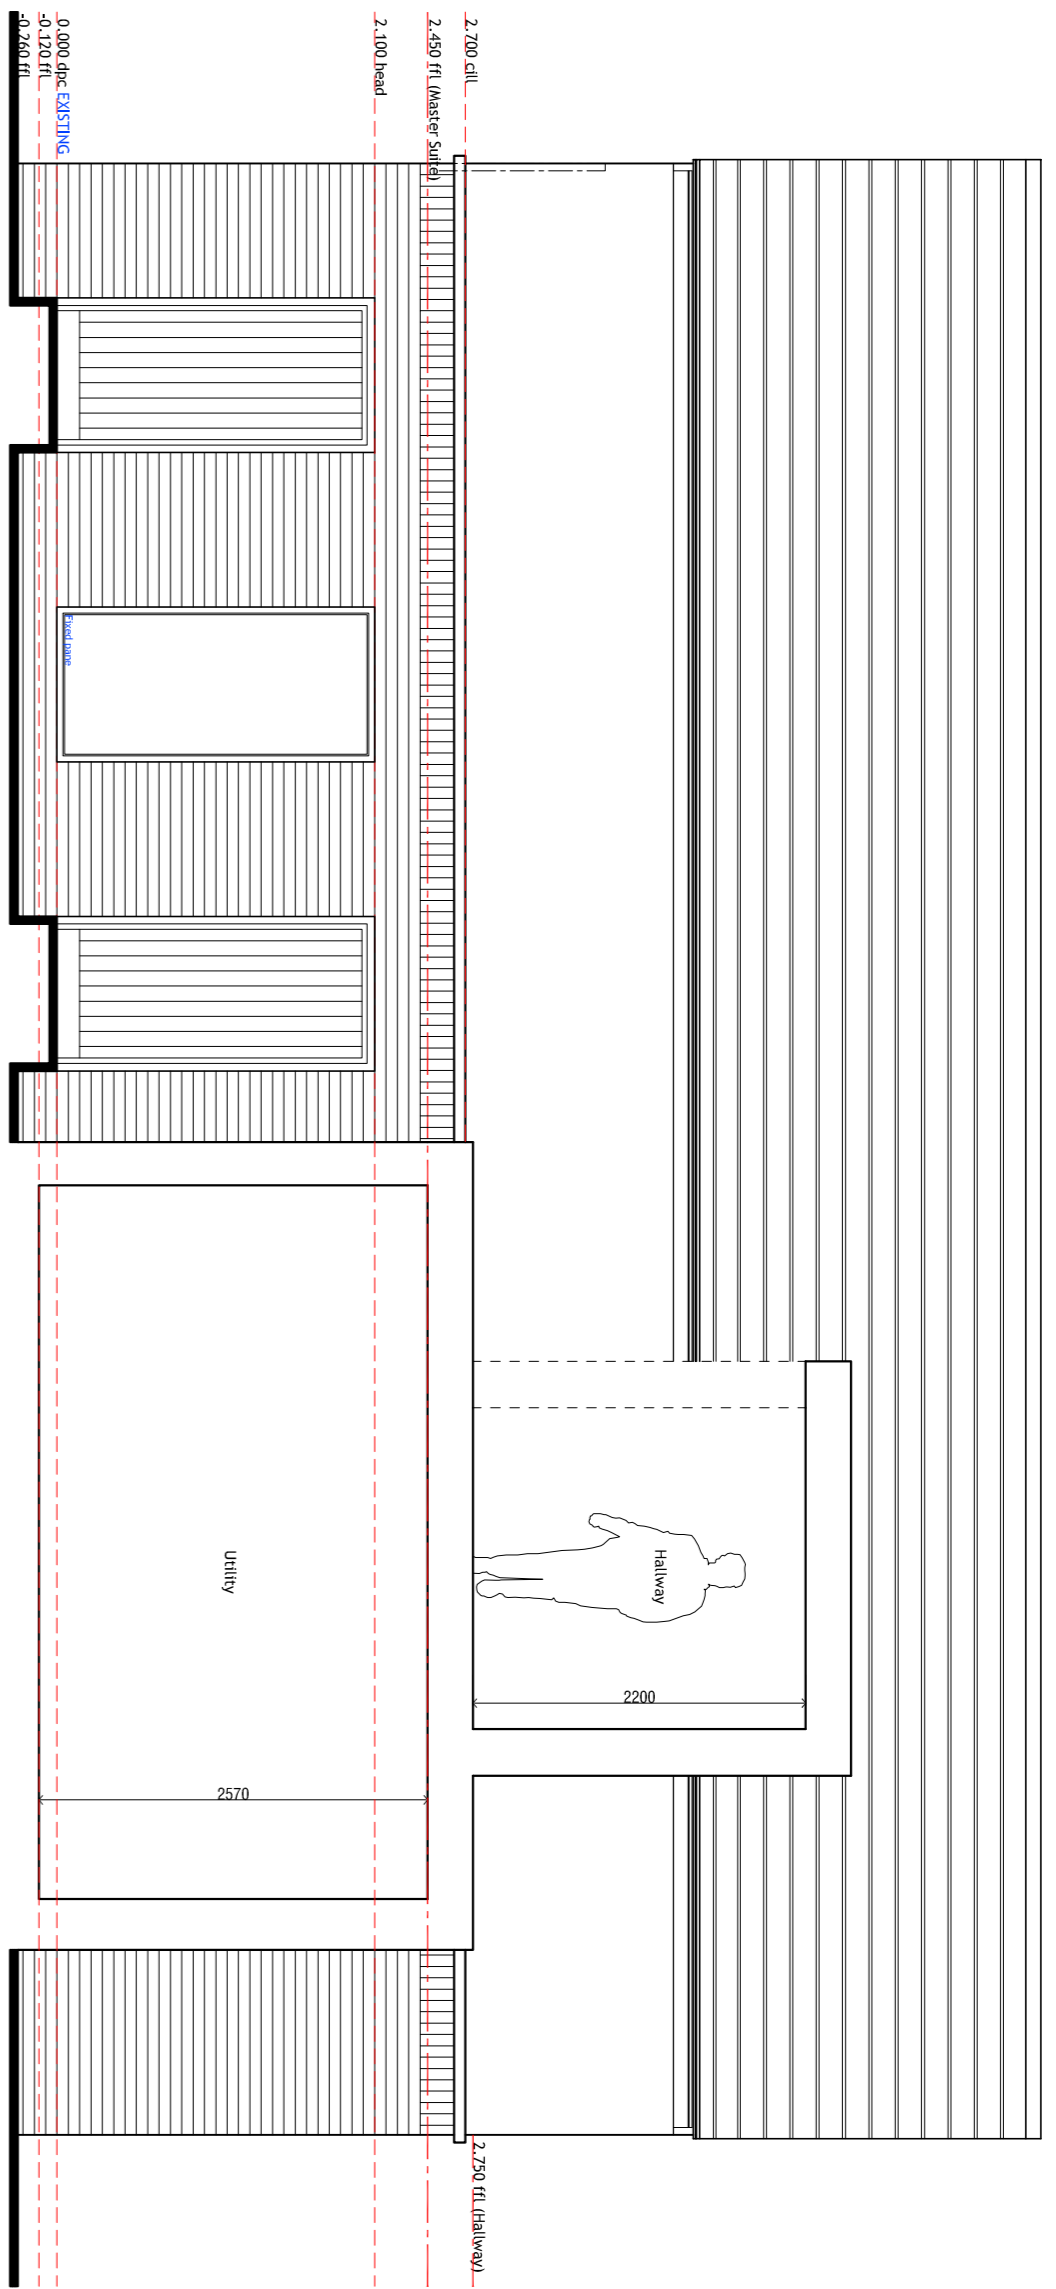 2.700 cill
2.450 ffl (Master Suite)
2.100 head
0.000 dpc EXISTING
-0.120 ffl
-0.260 ffl
Fixed pane
Hallway
2200
Utility
2570
2.750 ffl (Hallway)